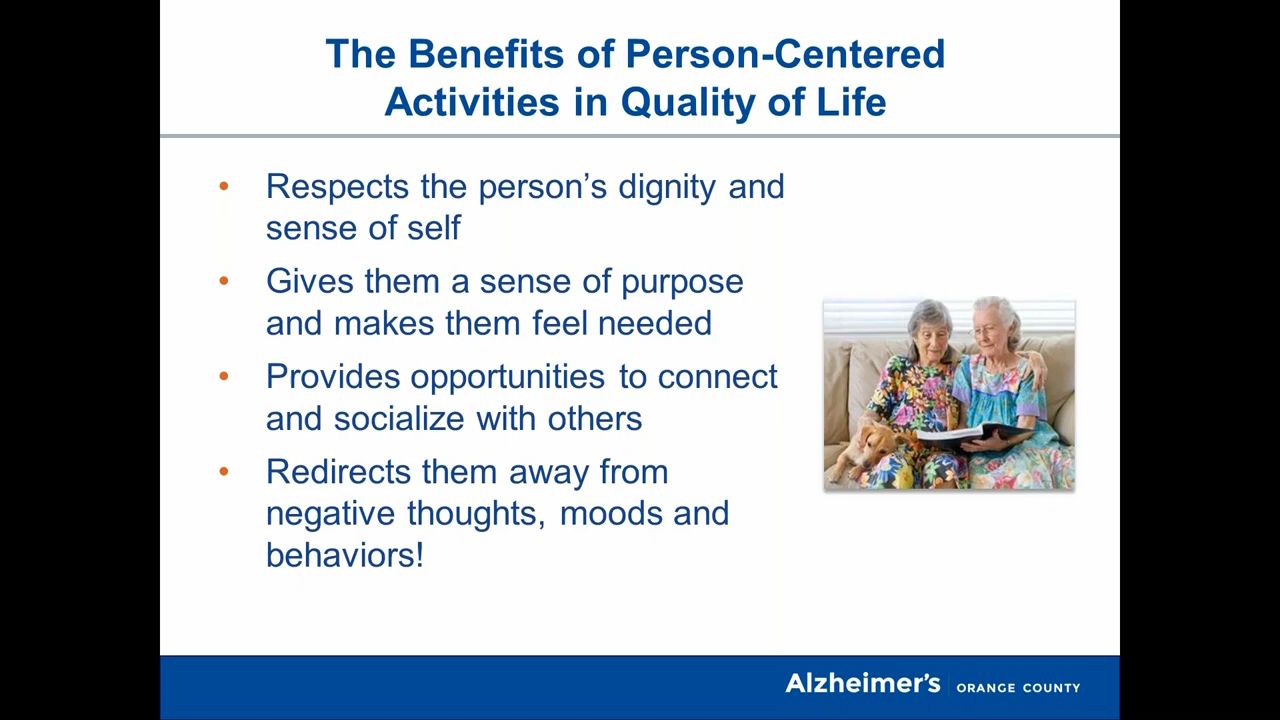 The Benefits of Person-Centered
Activities in Quality of Life
• Respects the person’s dignity and
sense of self
• Gives them a sense of purpose
and makes them feel needed
• Provides opportunities to connect
and socialize with others
• Redirects them away from
negative thoughts, moods and
behaviors!
Alzheimer’s | ORANGE COUNTY